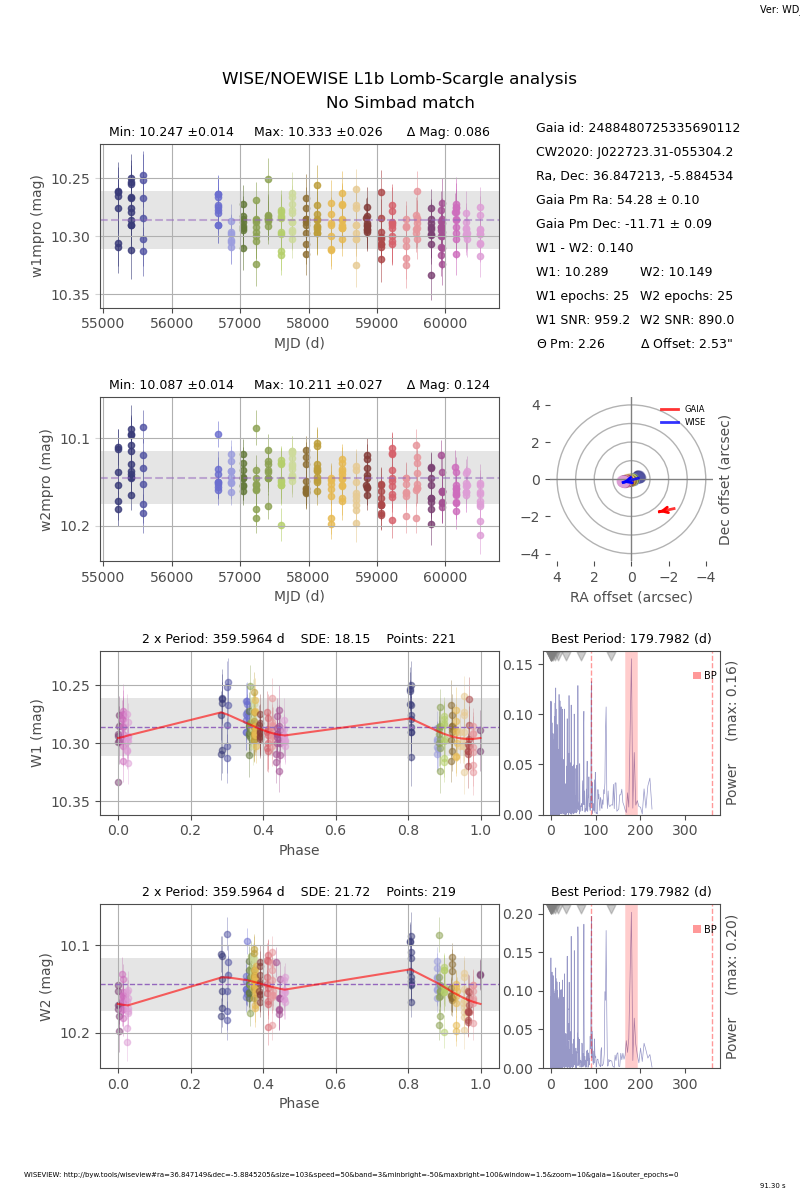 Ver: WD_
WISE/NOEWISE L1b Lomb-Scargle analysis
No Simbad match
Min: 10.247 ±0.014 Max: 10.333 ±0.026 Δ Mag: 0.086
10.25
10.30
10.35
w1mpro (mag)
55000 56000 57000 58000 59000 60000
MJD (d)
Gaia id: 2488480725335690112
CW2020: J022723.31-055304.2
Ra, Dec: 36.847213, -5.884534
Gaia Pm Ra: 54.28 ± 0.10
Gaia Pm Dec: -11.71 ± 0.09
W1 - W2: 0.140
W1: 10.289 W2: 10.149
W1 epochs: 25 W2 epochs: 25
W1 SNR: 959.2 W2 SNR: 890.0
Θ Pm: 2.26 Δ Offset: 2.53"
Min: 10.087 ±0.014 Max: 10.211 ±0.027 Δ Mag: 0.124
10.1
10.2
w2mpro (mag)
55000 56000 57000 58000 59000 60000
MJD (d)
GAIA
WISE
4
2
0
−2
−4
Dec offset (arcsec)
4 2 0 −2 −4
RA offset (arcsec)
2 x Period: 359.5964 d SDE: 18.15 Points: 221
10.25
10.30
10.35
W1 (mag)
0.0 0.2 0.4 0.6 0.8 1.0
Phase
Best Period: 179.7982 (d)
BP
0.15
0.10
0.05
0.00
0 100 200 300
Power (max: 0.16)
2 x Period: 359.5964 d SDE: 21.72 Points: 219
10.1
10.2
W2 (mag)
0.0 0.2 0.4 0.6 0.8 1.0
Phase
Best Period: 179.7982 (d)
BP
0.20
0.15
0.10
0.05
0.00
0 100 200 300
Power (max: 0.20)
WISEVIEW: http://byw.tools/wiseview#ra=36.847149&dec=-5.8845205&size=103&speed=50&band=3&minbright=-50&maxbright=100&window=1.5&zoom=10&gaia=1&outer_epochs=0
91.30 s